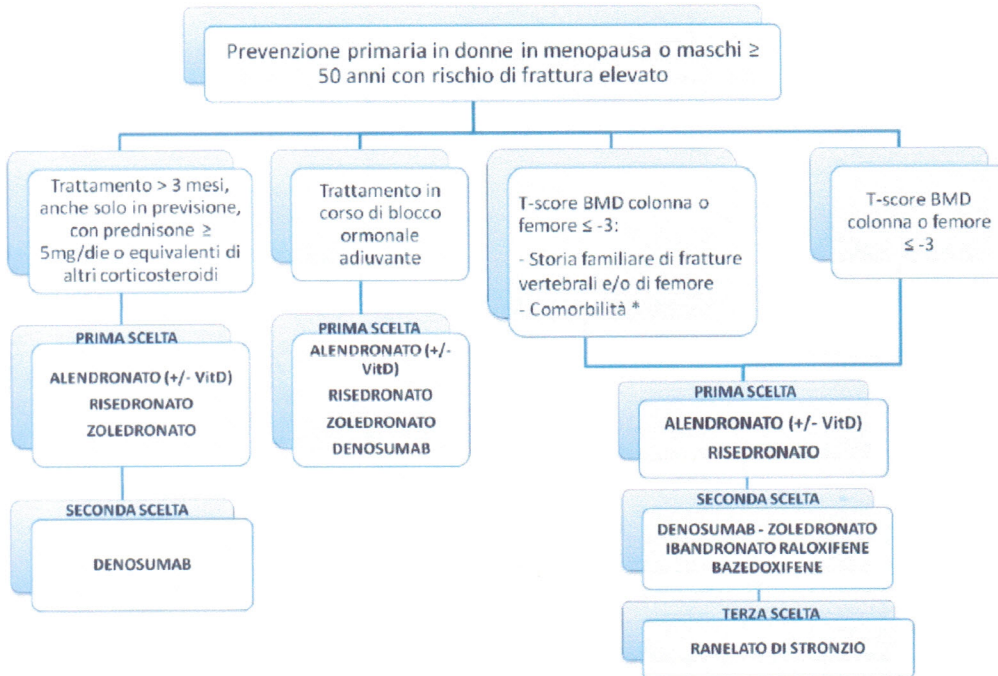 Prevenzione primaria in donne in menopausa o maschi ≥
50 anni con rischio di frattura elevato
Trattamento > 3 mesi,
anche solo in previsione,
con prednisone ≥
5mg/die o equivalenti di
altri corticosteroidi
PRIMA SCELTA
ALENDRONATO (+/- VitD)
RISEDRONATO
ZOLEDRONATO
SECONDA SCELTA
DENOSUMAB
Trattamento in
corso di blocco
ormonale
adiuvante
PRIMA SCELTA
ALENDRONATO (+/-
VitD)
RISEDRONATO
ZOLEDRONATO
DENOSUMAB
T-score BMD colonna o
femore ≤ -3:
- Storia familiare di fratture
vertebrali e/o di femore
- Comorbilità *
T-score BMD
colonna o femore
≤ -3
PRIMA SCELTA
ALENDRONATO (+/- VitD)
RISEDRONATO
SECONDA SCELTA
DENOSUMAB - ZOLEDRONATO
IBANDRONATO RALOXIFENE
BAZEDOXIFENE
TERZA SCELTA
RANELATO DI STRONZIO